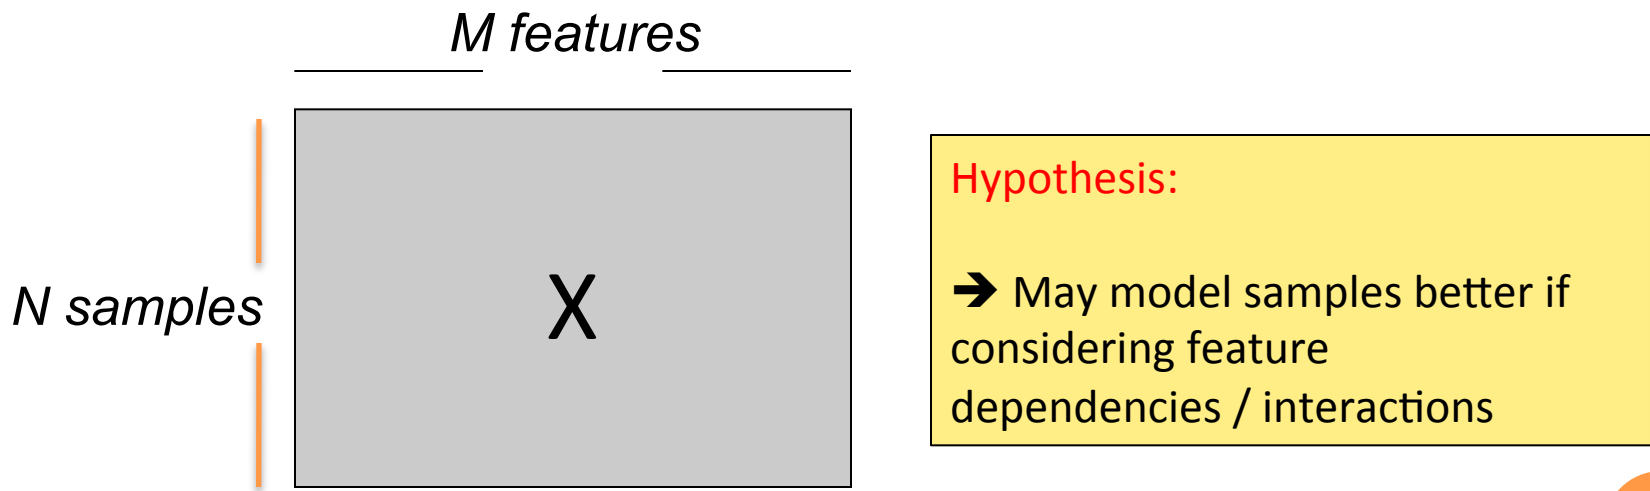 M features
N samples
X
Hypothesis:
➔ May model samples better if
considering feature
dependencies / interactions